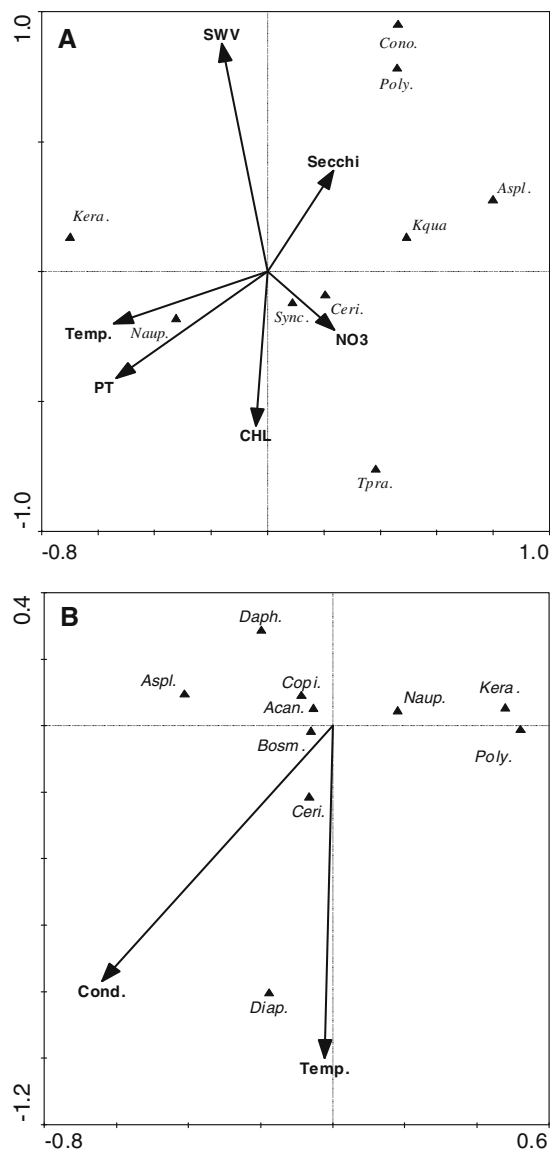 1.0
A
SWV
Cono.
Poly.
Secchi
Aspl.
Kera.
Kqua
Temp.
Naup.
Sync.
Ceri.
NO3
PT
CHL
Tpra.
-1.0
-0.8
1.0
0.4
B
Daph.
Aspl.
Copi.
Acan.
Naup.
Kera.
Bosm.
Poly.
Ceri.
Cond.
Diap.
Temp.
-1.2
-0.8
0.6